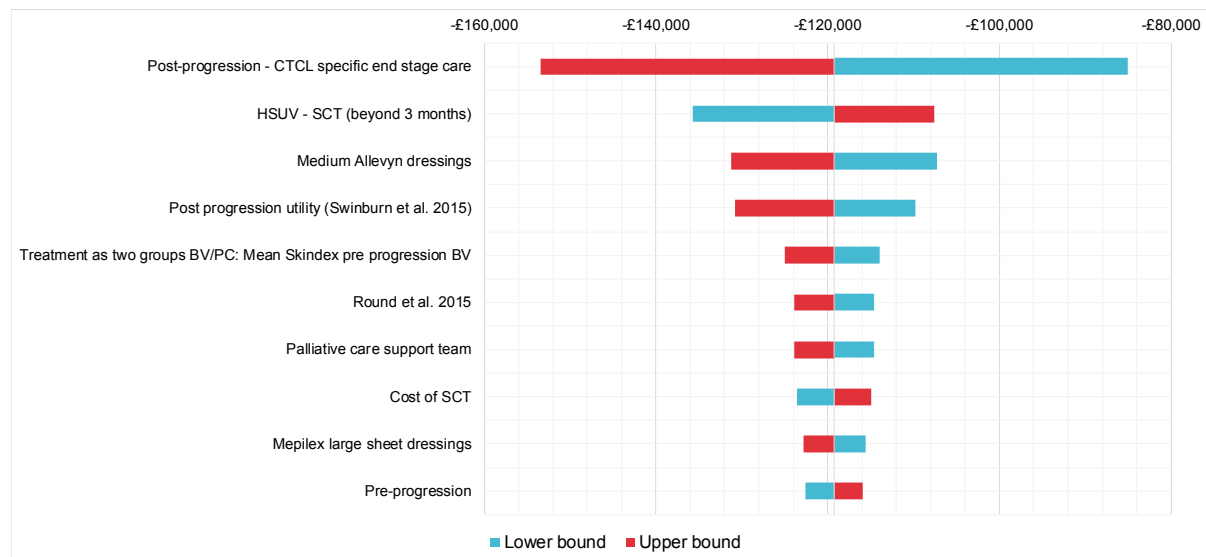 -£160,000 -£140,000 -£120,000 -£100,000 -£80,000
Post-progression - CTCL specific end stage care
HSUV - SCT (beyond 3 months)
Medium Allevyn dressings
Post progression utility (Swinburn et al. 2015)
Treatment as two groups BV/PC: Mean Skindex pre progression BV
Round et al. 2015
Palliative care support team
Cost of SCT
Mepilex large sheet dressings
Pre-progression
Lower bound Upper bound